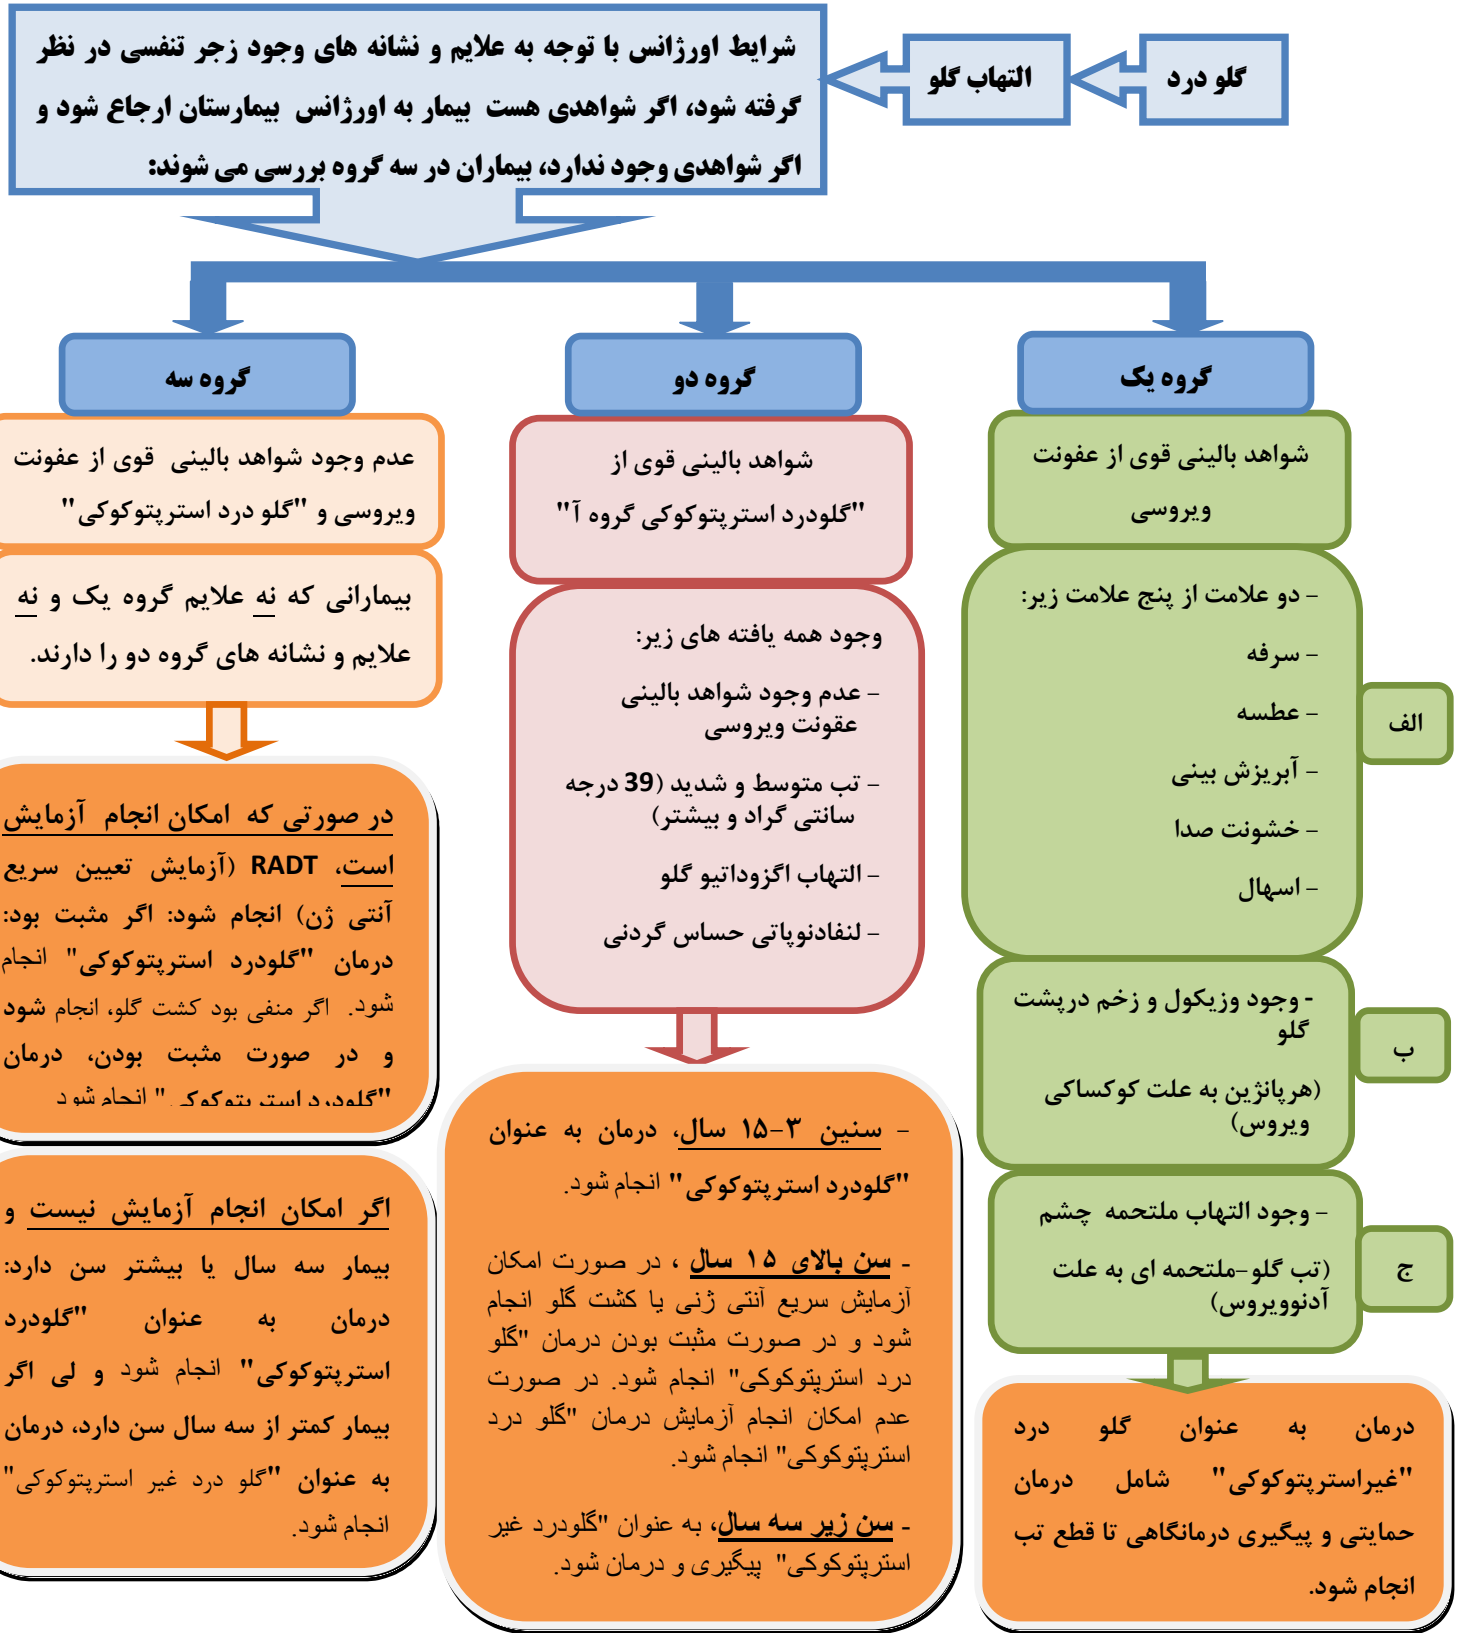 گلو درد
التهاب گلو
شرایط اورژانس با توجه به علایم و نشانه های وجود زجر تنفسی در نظر
گرفته شود، اگر شواهدی هست بیمار به اورژانس بیمارستان ارجاع شود و
اگر شواهدی وجود ندارد، بیماران در سه گروه بررسی می شوند:
گروه یک
شواهد بالینی قوی از عفونت
ویروسی
- دو علامت از پنج علامت زیر:
- سرفه
- عطسه
- آبریزش بینی
- خشونت صدا
- اسهال
الف
- وجود وزیکول و زخم درپشت
گلو
(هرپانژین به علت کوکساکی
ویروس)
ب
- وجود التهاب ملتحمه چشم
(تب گلو-ملتحمه ای به علت
آدنوویروس)
ج
درمان به عنوان گلو درد
"غیراسترپتوکوکی" شامل درمان
حمایتی و پیگیری درمانگاهی تا قطع تب
انجام شود.
گروه دو
شواهد بالینی قوی از
"گلودرد استرپتوکوکی گروه آ"
وجود همه یافته های زیر:
- عدم وجود شواهد بالینی
عقونت ویروسی
- تب متوسط و شدید (39 درجه
سانتی گراد و بیشتر)
- التهاب اگزوداتیو گلو
- لنفادنوپاتی حساس گردنی
- سنین ۳-۱۵ سال، درمان به عنوان
"گلودرد استرپتوکوکی" انجام شود.
- سن بالای ۱۵ سال ، در صورت امکان
آزمایش سریع آنتی ژنی یا کشت گلو انجام
شود و در صورت مثبت بودن درمان "گلو
درد استرپتوکوکی" انجام شود. در صورت
عدم امکان انجام آزمایش درمان "گلو درد
استرپتوکوکی" انجام شود.
- سن زیر سه سال، به عنوان "گلودرد غیر
استرپتوکوکی" پیگیری و درمان شود.
گروه سه
عدم وجود شواهد بالینی قوی از عفونت
ویروسی و "گلو درد استرپتوکوکی"
بیمارانی که نه علایم گروه یک و نه
علایم و نشانه های گروه دو را دارند.
در صورتی که امکان انجام آزمایش
است، RADT (آزمایش تعیین سریع
آنتی ژن) انجام شود: اگر مثبت بود:
درمان "گلودرد استرپتوکوکی" انجام
شود. اگر منفی بود کشت گلو، انجام شود
و در صورت مثبت بودن، درمان
"گلودرد استرپتوکوکی" انجام شود
اگر امکان انجام آزمایش نیست و
بیمار سه سال یا بیشتر سن دارد:
درمان به عنوان "گلودرد
استرپتوکوکی" انجام شود و لی اگر
بیمار کمتر از سه سال سن دارد، درمان
به عنوان "گلو درد غیر استرپتوکوکی"
انجام شود.